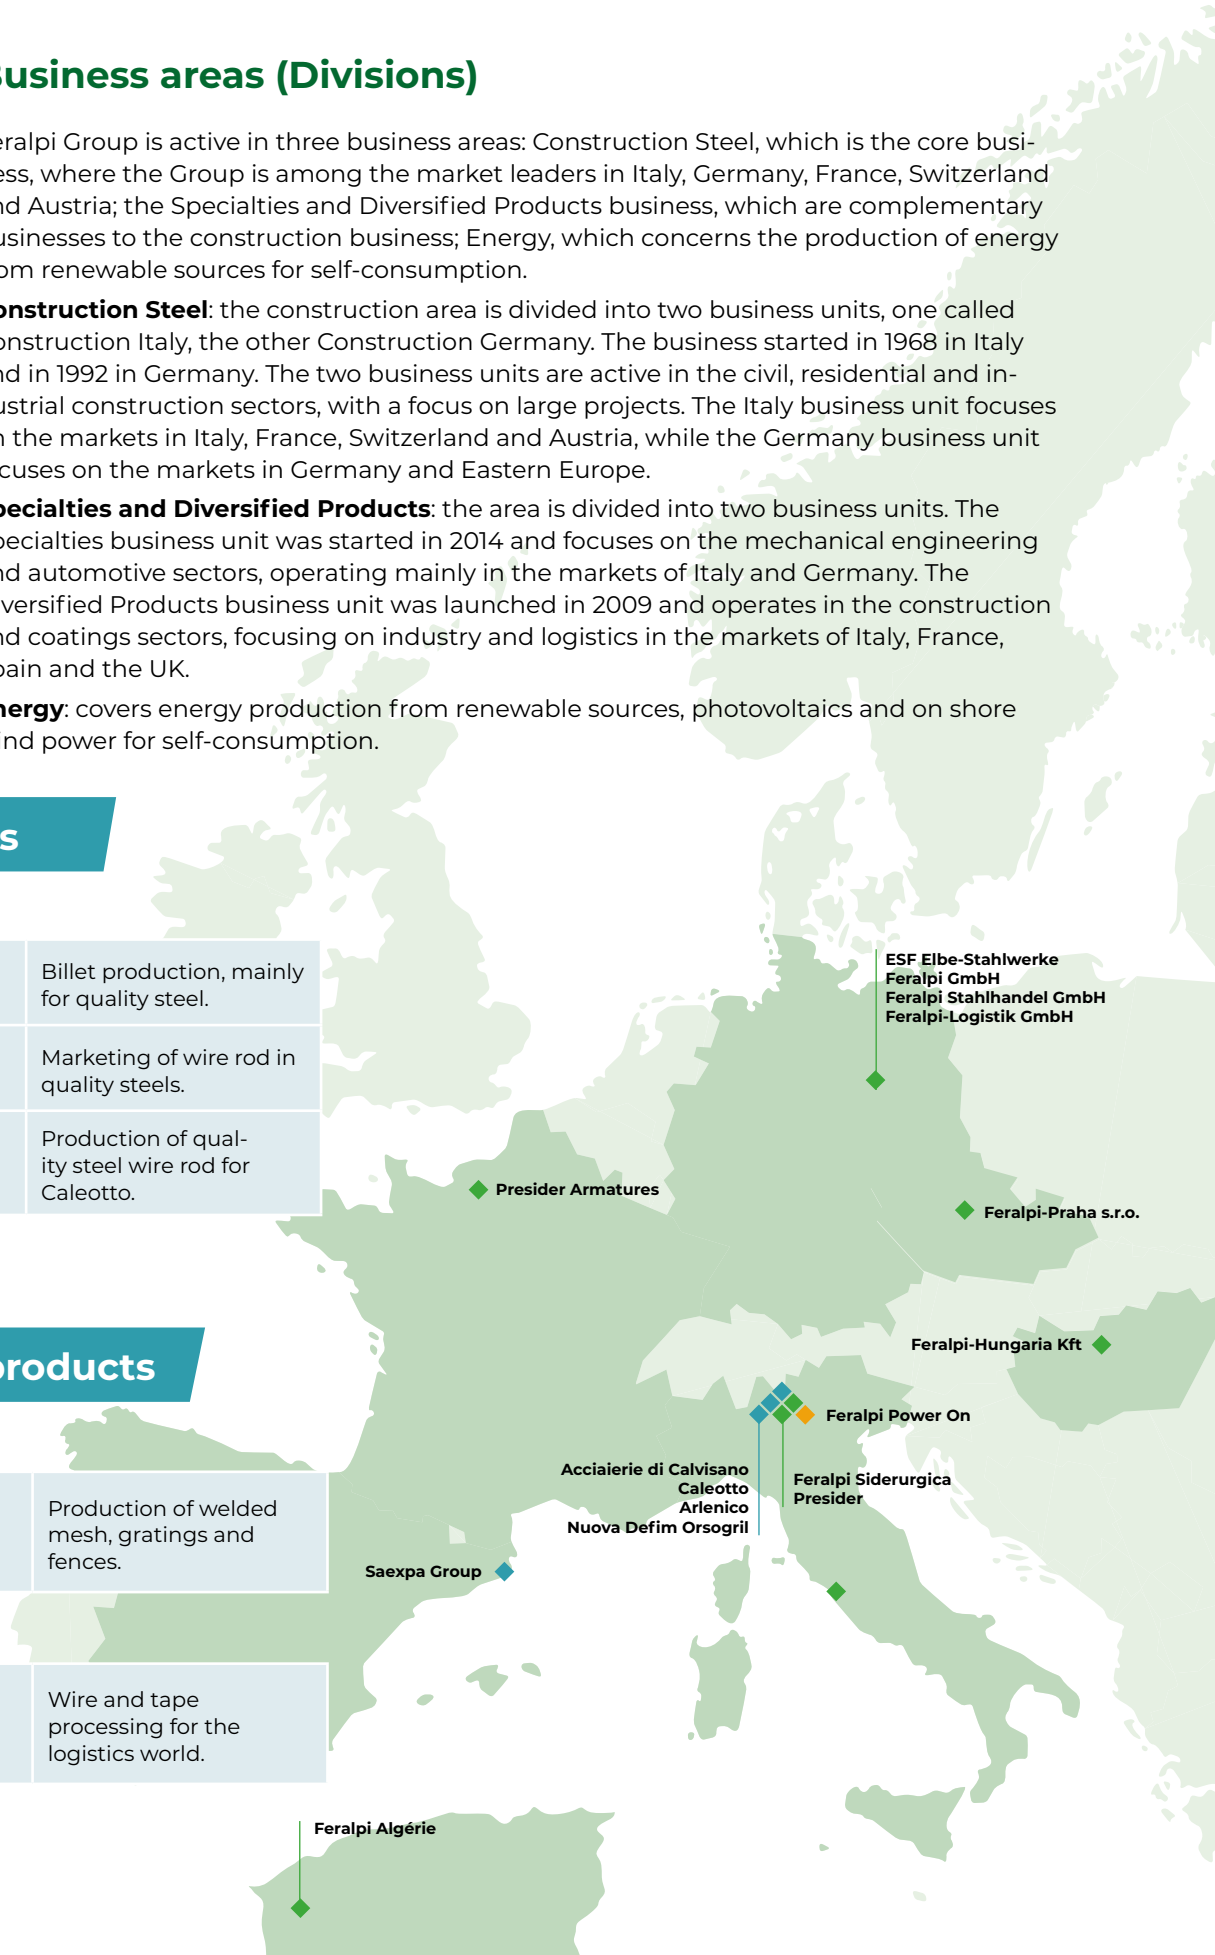 usiness areas (Divisions)
eralpi Group is active in three business areas: Construction Steel, which is the core busi-
ess, where the Group is among the market leaders in Italy, Germany, France, Switzerland
nd Austria; the Specialties and Diversified Products business, which are complementary
usinesses to the construction business; Energy, which concerns the production of energy
om renewable sources for self-consumption.
onstruction Steel: the construction area is divided into two business units, one called
onstruction Italy, the other Construction Germany. The business started in 1968 in Italy
nd in 1992 in Germany. The two business units are active in the civil, residential and in-
ustrial construction sectors, with a focus on large projects. The Italy business unit focuses
n the markets in Italy, France, Switzerland and Austria, while the Germany business unit
cuses on the markets in Germany and Eastern Europe.
pecialties and Diversified Products: the area is divided into two business units. The
pecialties business unit was started in 2014 and focuses on the mechanical engineering
nd automotive sectors, operating mainly in the markets of Italy and Germany. The
versified Products business unit was launched in 2009 and operates in the construction
nd coatings sectors, focusing on industry and logistics in the markets of Italy, France,
pain and the UK.
nergy: covers energy production from renewable sources, photovoltaics and on shore
ind power for self-consumption.
s
Billet production, mainly
for quality steel.
Marketing of wire rod in
quality steels.
Production of qual-
ity steel wire rod for
Caleotto.
ESF Elbe-Stahlwerke
Feralpi GmbH
Feralpi Stahlhandel GmbH
Feralpi-Logistik GmbH
Presider Armatures
Feralpi-Praha s.r.o.
Feralpi-Hungaria Kft
products
Feralpi Power On
Acciaierie di Calvisano
Caleotto
Arlenico
Nuova Defim Orsogril
Feralpi Siderurgica
Presider
Production of welded
mesh, gratings and
fences.
Saexpa Group
Wire and tape
processing for the
logistics world.
Feralpi Algérie